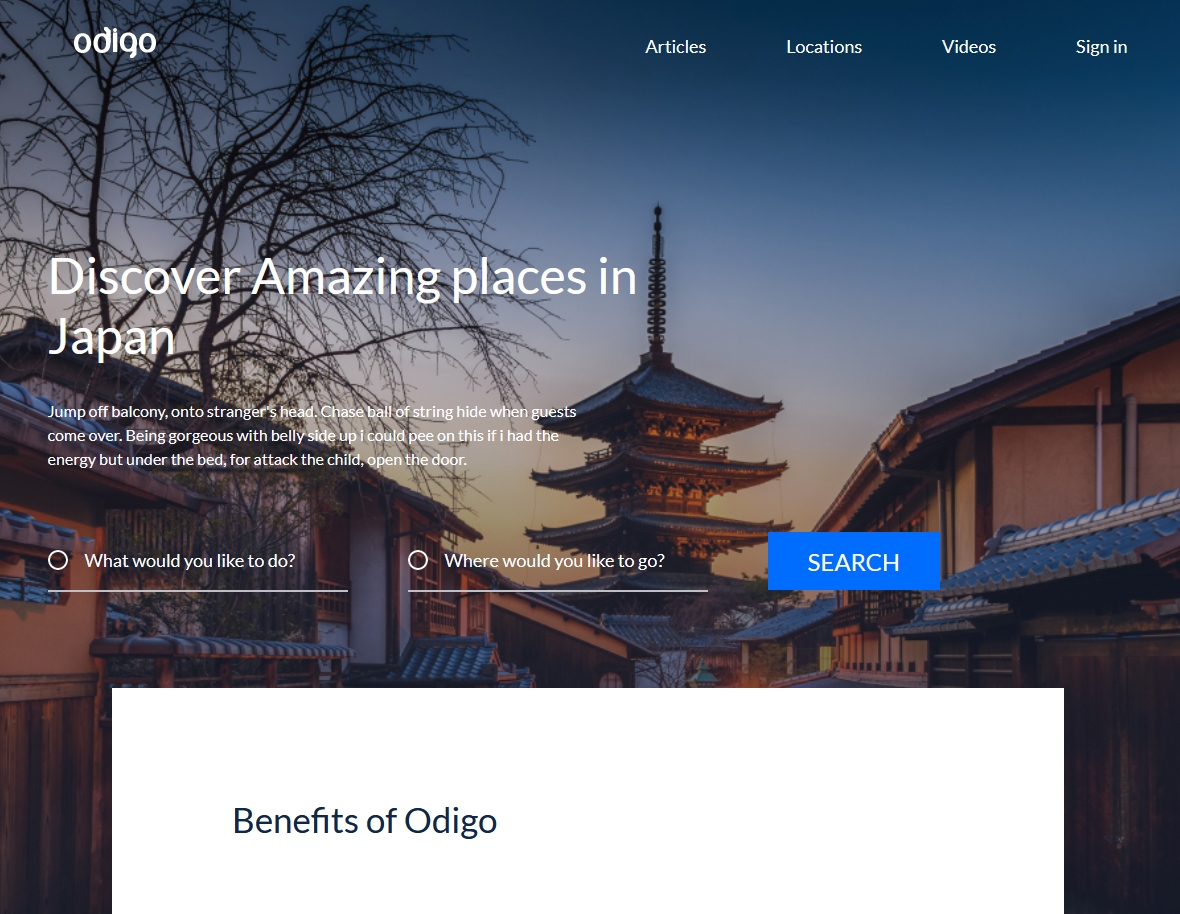 odigo
Articles
Locations
Videos
Sign in
Discover Amazing places in
Japan
Jump off balcony, onto stranger's head. Chase ball of string hide when guests
come over. Being gorgeous with belly side up i could pee on this if i had the
energy but under the bed, for attack the child, open the door.
What would you like to do?
Where would you like to go?
SEARCH
Benefits of Odigo